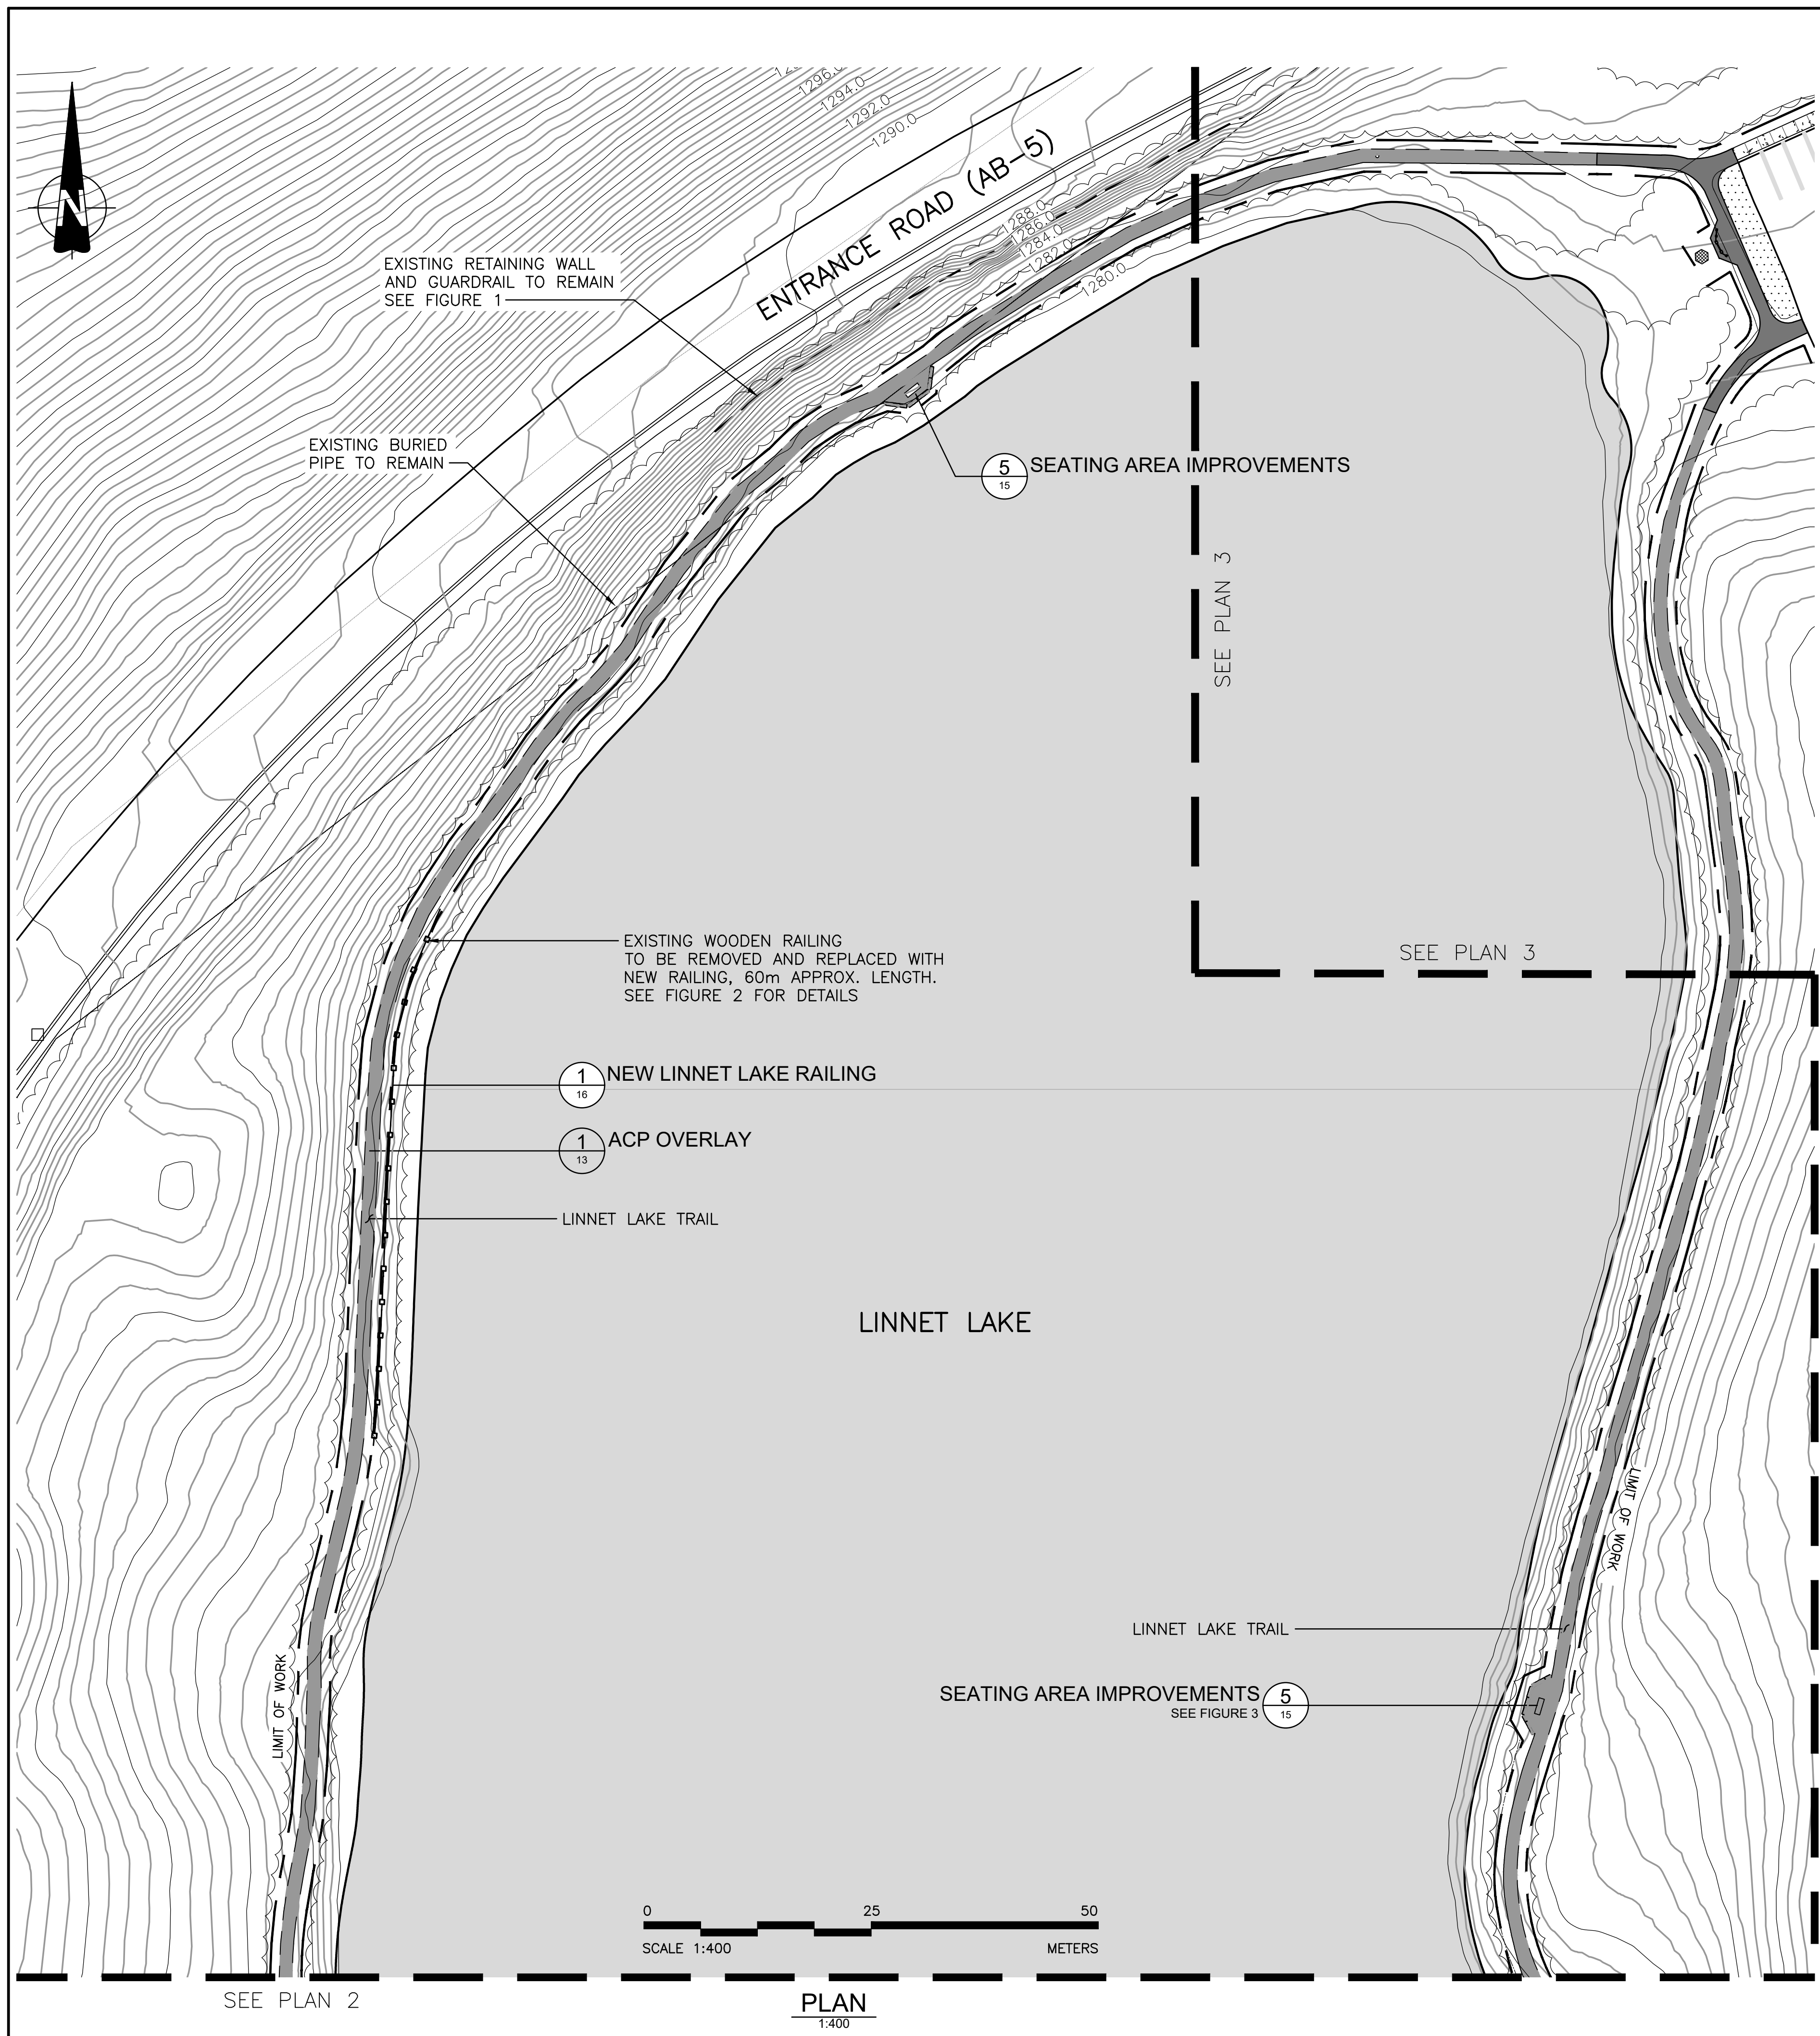 1296.0
1294.0
1292.0
1290.0
ENTRANCE ROAD (AB-5)
1288.0
1286.0
1284.0
1282.0
1280.0
N
EXISTING RETAINING WALL
AND GUARDRAIL TO REMAIN
SEE FIGURE 1
EXISTING BURIED
PIPE TO REMAIN
5
15
SEATING AREA IMPROVEMENTS
SEE PLAN 3
SEE PLAN 3
EXISTING WOODEN RAILING
TO BE REMOVED AND REPLACED WITH
NEW RAILING, 60m APPROX. LENGTH.
SEE FIGURE 2 FOR DETAILS
1
16
NEW LINNET LAKE RAILING
1
13
ACP OVERLAY
LINNET LAKE TRAIL
LINNET LAKE
LIMIT OF WORK
LINNET LAKE TRAIL
LIMIT OF WORK
SEATING AREA IMPROVEMENTS
SEE FIGURE 3
5
15
0 25 50
SCALE 1:400 METERS
SEE PLAN 2
PLAN
1:400